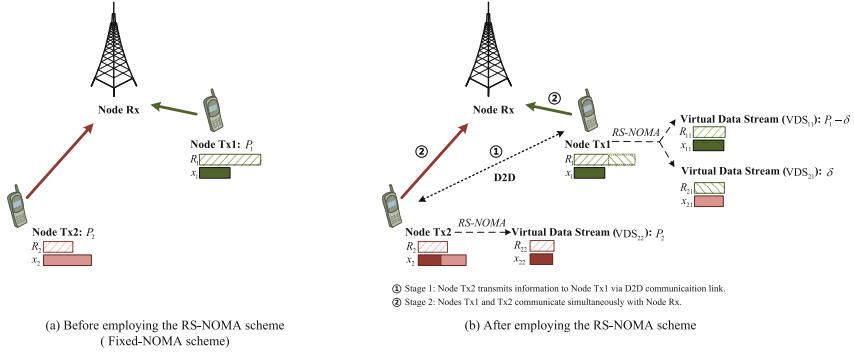 Node Rx
Node Tx1: P₁
R₁
x₁
Node Tx2: P₂
R₂
x₂
(a) Before employing the RS-NOMA scheme
( Fixed-NOMA scheme)
②
Node Rx
②
①
D2D
Node Tx1
R₁
x₁
RS-NOMA
Virtual Data Stream (VDS₁₁): P₁ − δ
R₁₁
x₁₁
Virtual Data Stream (VDS₂₁): δ
R₂₁
x₂₁
Node Tx2
R₂
x₂
RS-NOMA
Virtual Data Stream (VDS₂₂): P₂
R₂₂
x₂₂
① Stage 1: Node Tx2 transmits information to Node Tx1 via D2D communicaition link.
② Stage 2: Nodes Tx1 and Tx2 communicate simultaneously with Node Rx.
(b) After employing the RS-NOMA scheme